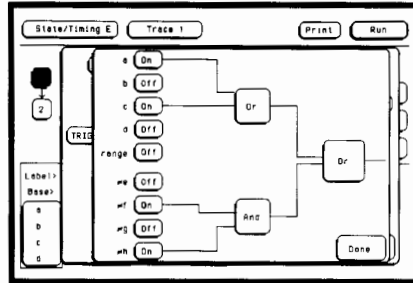 State/Timing E Trace 1 Print Run
a On
b Off
c On
d Off
range Off
≠e Off
≠f On
≠g Off
≠h On
Or
And
Or
Done
2
TRIG
Label>
Base>
a
b
c
d